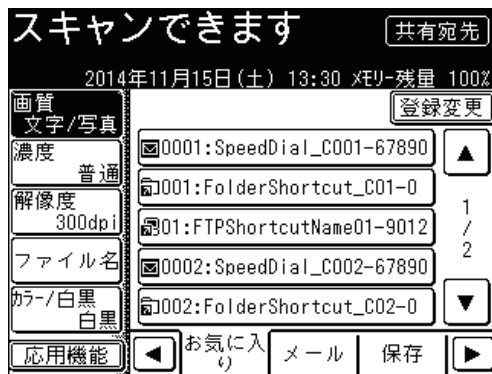 スキャンできます
共有宛先
2014年11月15日(土) 13:30 ﾒﾓﾘｰ残量 100%
画質
文字/写真
登録変更
濃度
普通
解像度
300dpi
ファイル名
ｶﾗｰ/白黒
白黒
応用機能
0001:SpeedDial_C001-67890
001:FolderShortcut_C01-0
01:FTPShortcutName01-9012
0002:SpeedDial_C002-67890
002:FolderShortcut_C02-0
1
/
2
お気に入
り
メール
保存